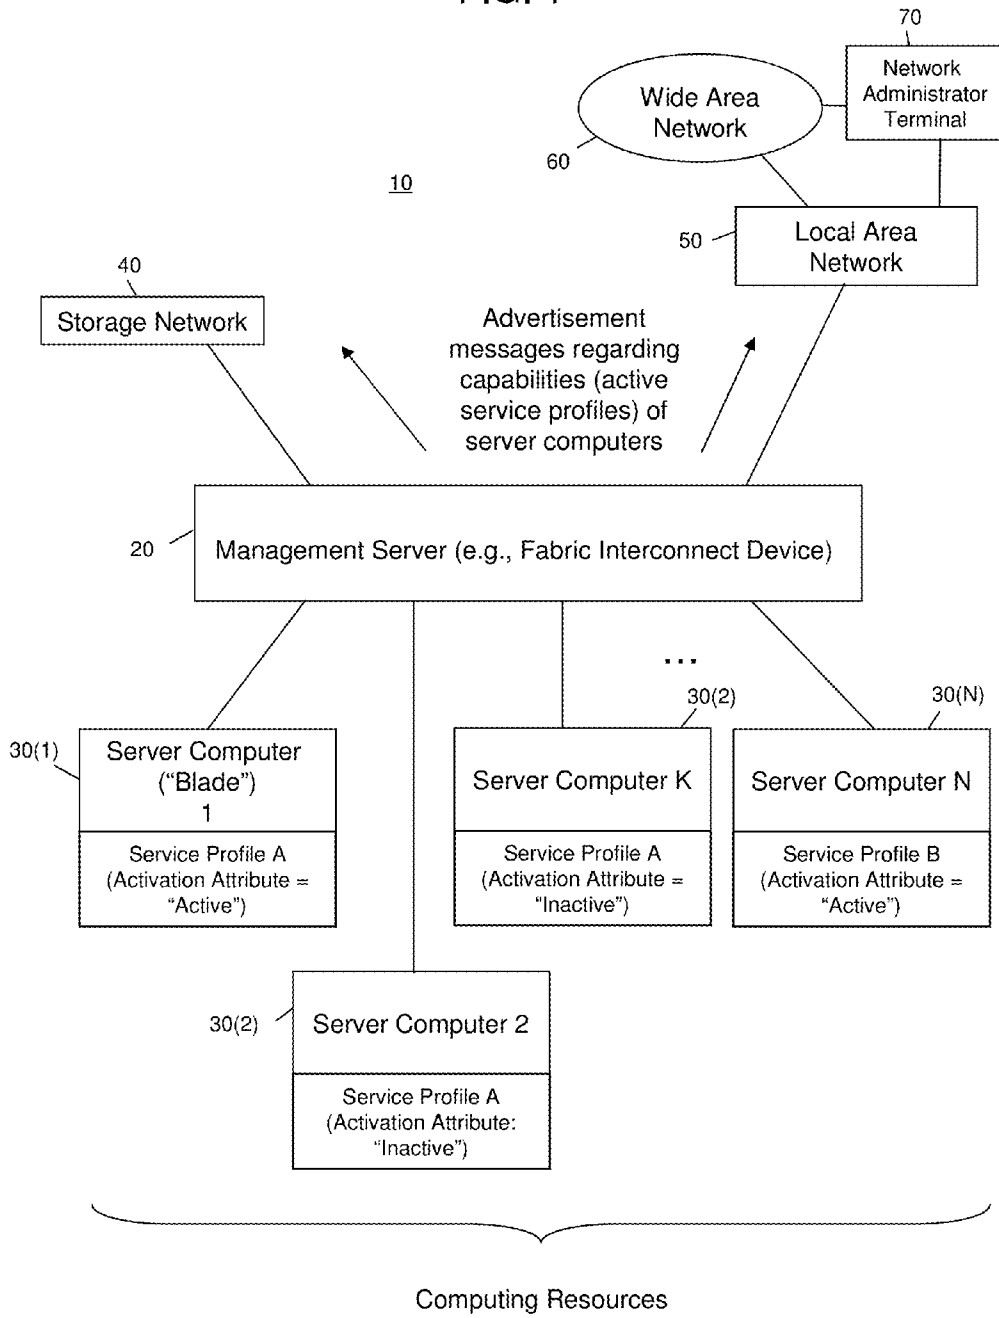 70
Network
Administrator
Terminal
Wide Area
Network
60
10
50
Local Area
Network
40
Storage Network
Advertisement
messages regarding
capabilities (active
service profiles) of
server computers
20
Management Server (e.g., Fabric Interconnect Device)
...
30(1)
Server Computer
(“Blade”)
1
Service Profile A
(Activation Attribute =
“Active”)
30(2)
Server Computer K
Service Profile A
(Activation Attribute =
“Inactive”)
30(N)
Server Computer N
Service Profile B
(Activation Attribute =
“Active”)
30(2)
Server Computer 2
Service Profile A
(Activation Attribute:
“Inactive”)
Computing Resources